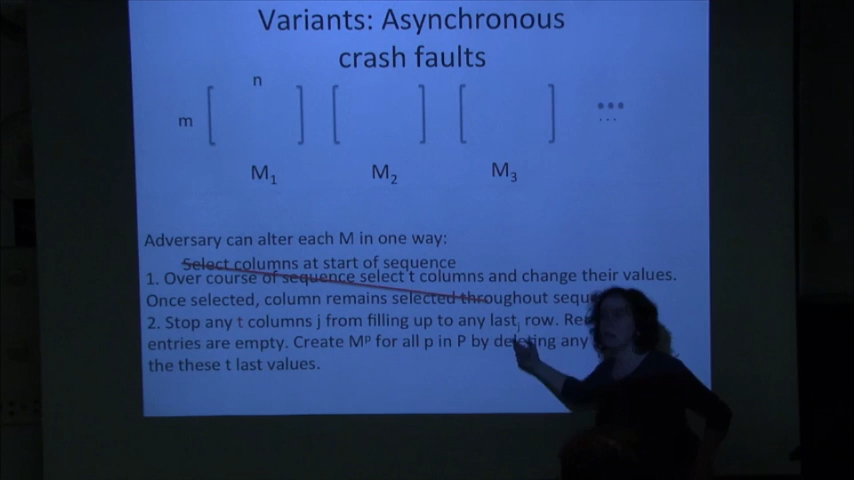 Variants: Asynchronous
crash faults
n
m
M1 M2 M3 ...
Adversary can alter each M in one way:
Select columns at start of sequence
1. Over course of sequence select t columns and change their values.
Once selected, column remains selected throughout
2. Stop any t columns j from filling up to any lastj row.
entries are empty. Create Mp for all p in P by deleting any
the these t last values.